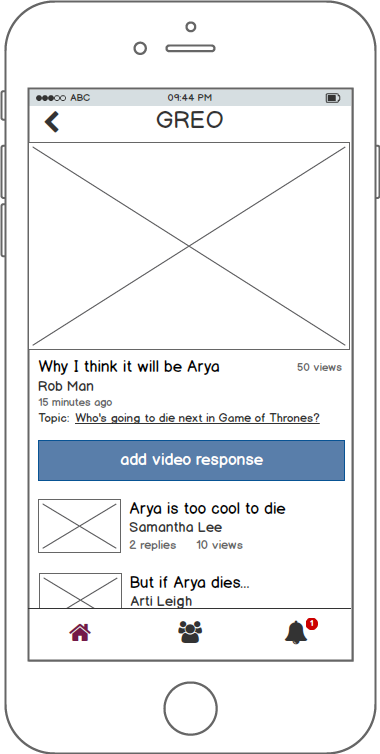 ABC 09:44 PM
GREO
Why I think it will be Arya 50 views
Rob Man
15 minutes ago
Topic: Who's going to die next in Game of Thrones?
add video response
Arya is too cool to die
Samantha Lee
2 replies 10 views
But if Arya dies...
Arti Leigh
1